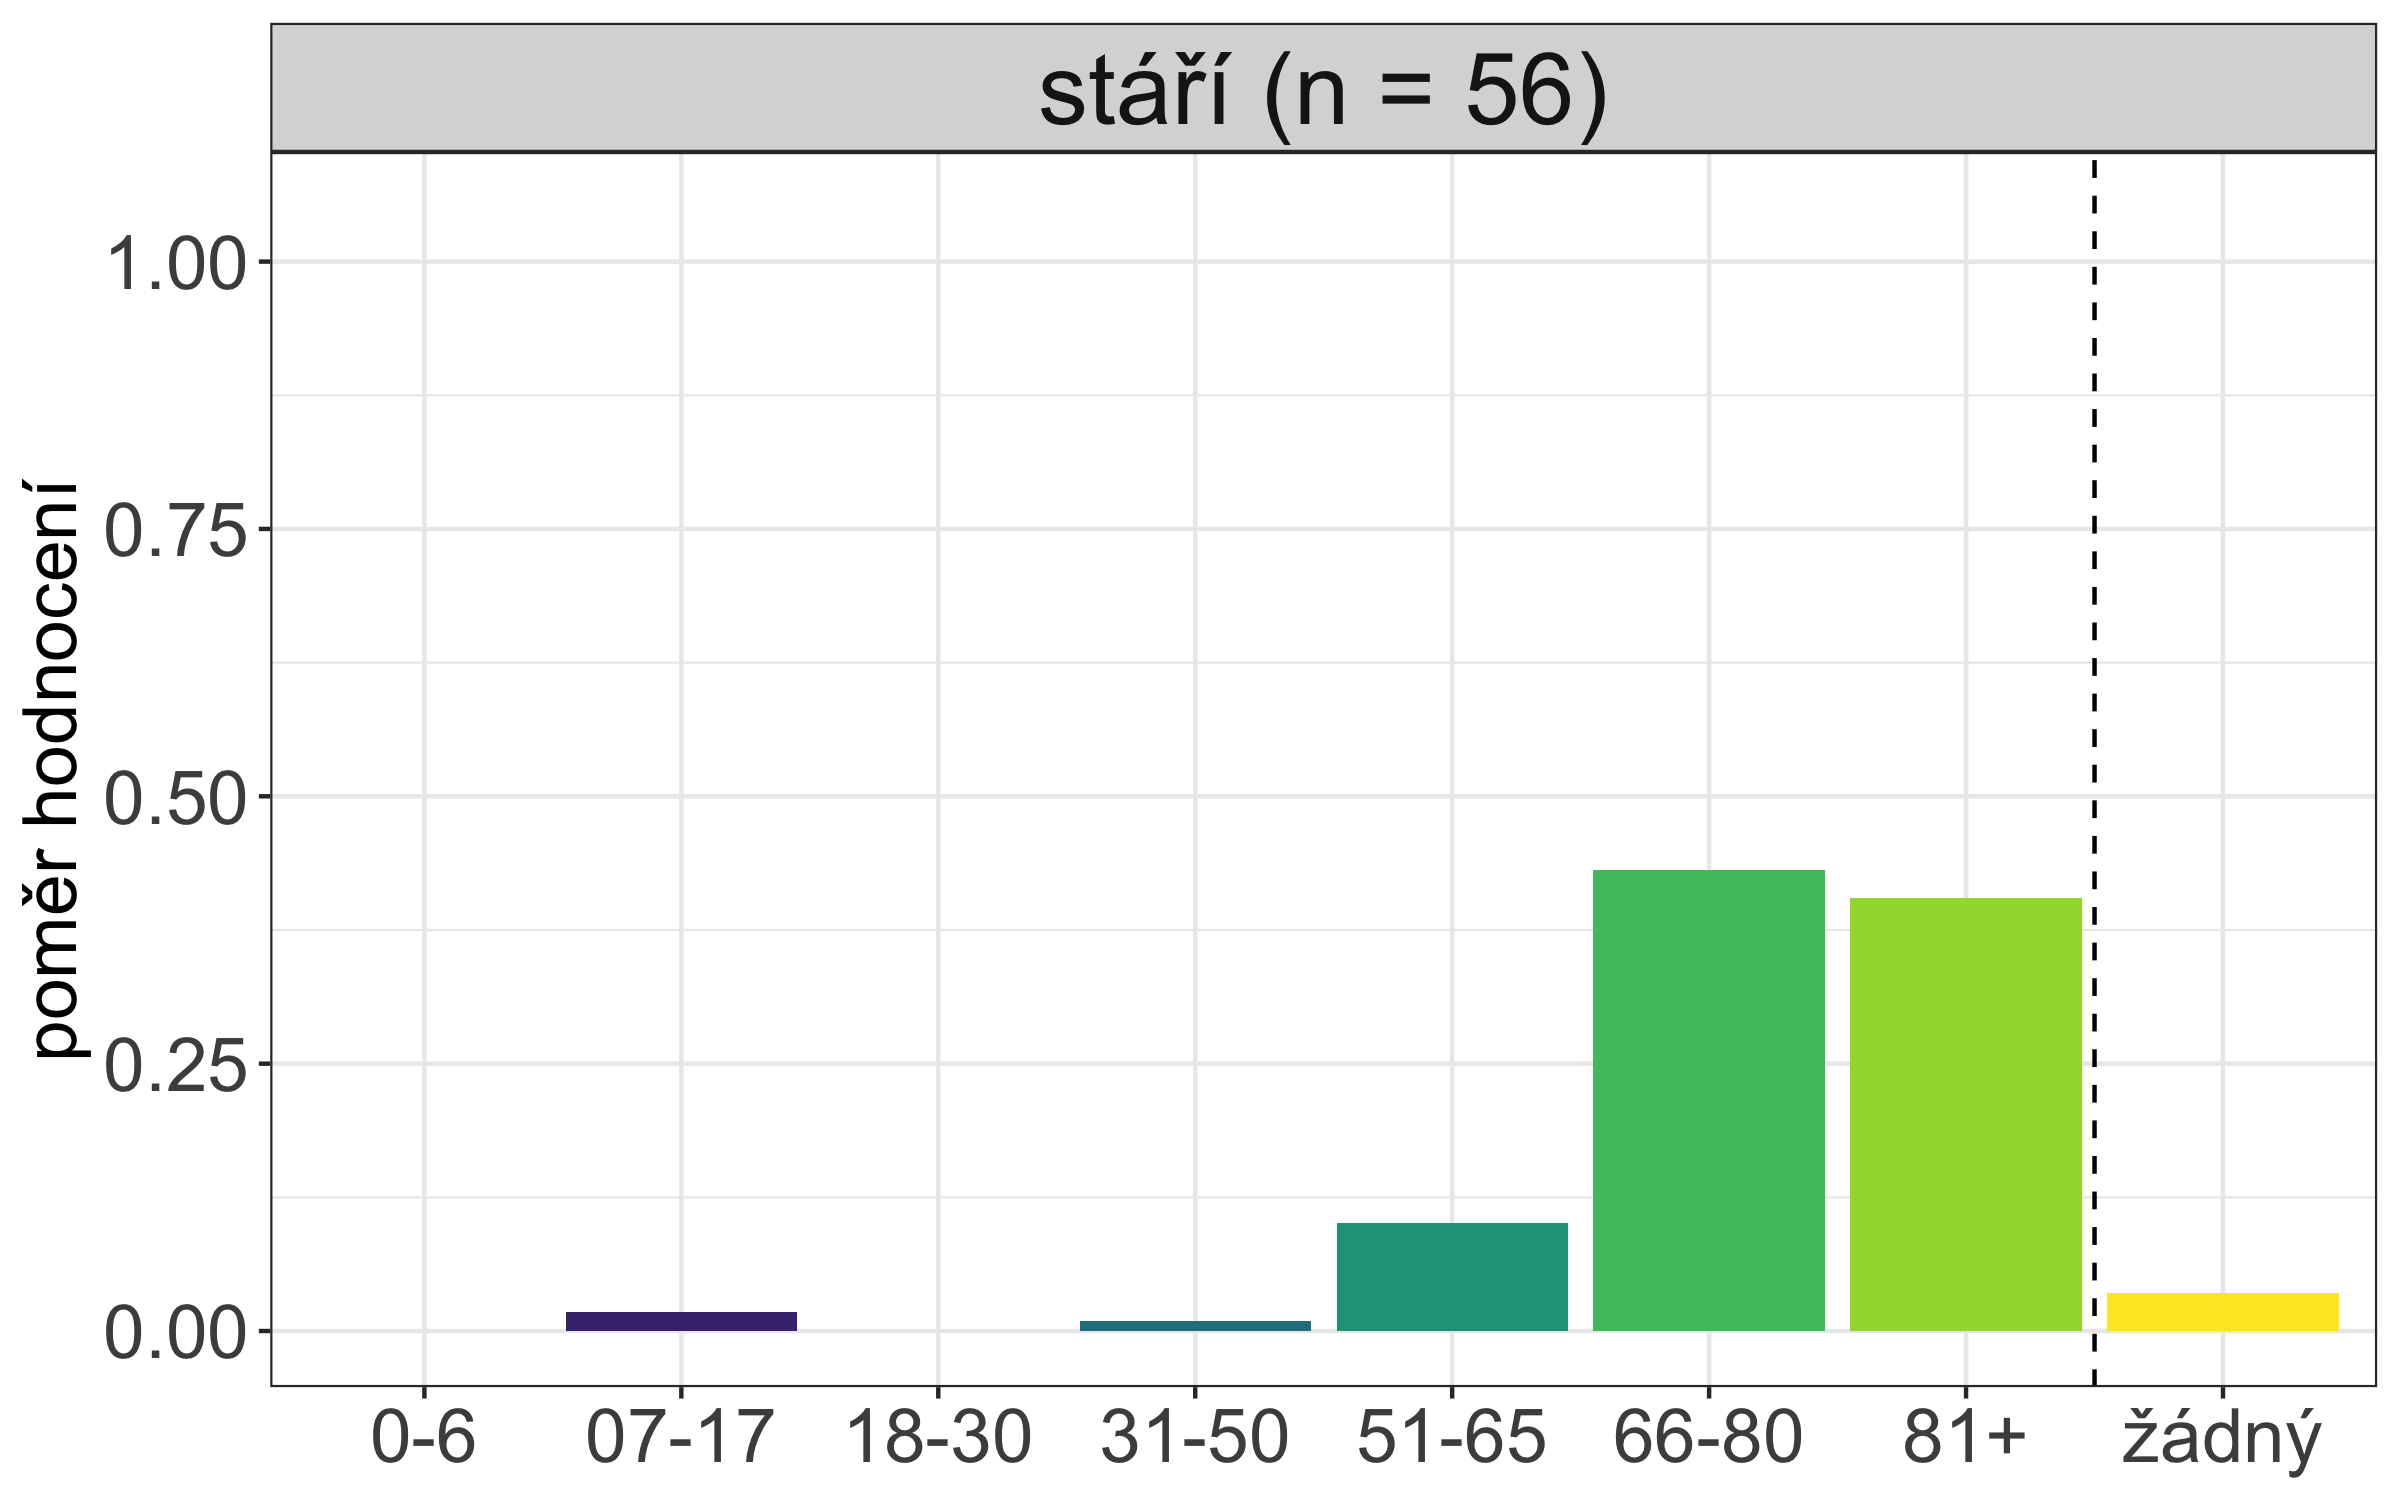 stáří (n = 56)
poměr hodnocení
1.00
0.75
0.50
0.25
0.00
0-6 07-17 18-30 31-50 51-65 66-80 81+ žádný